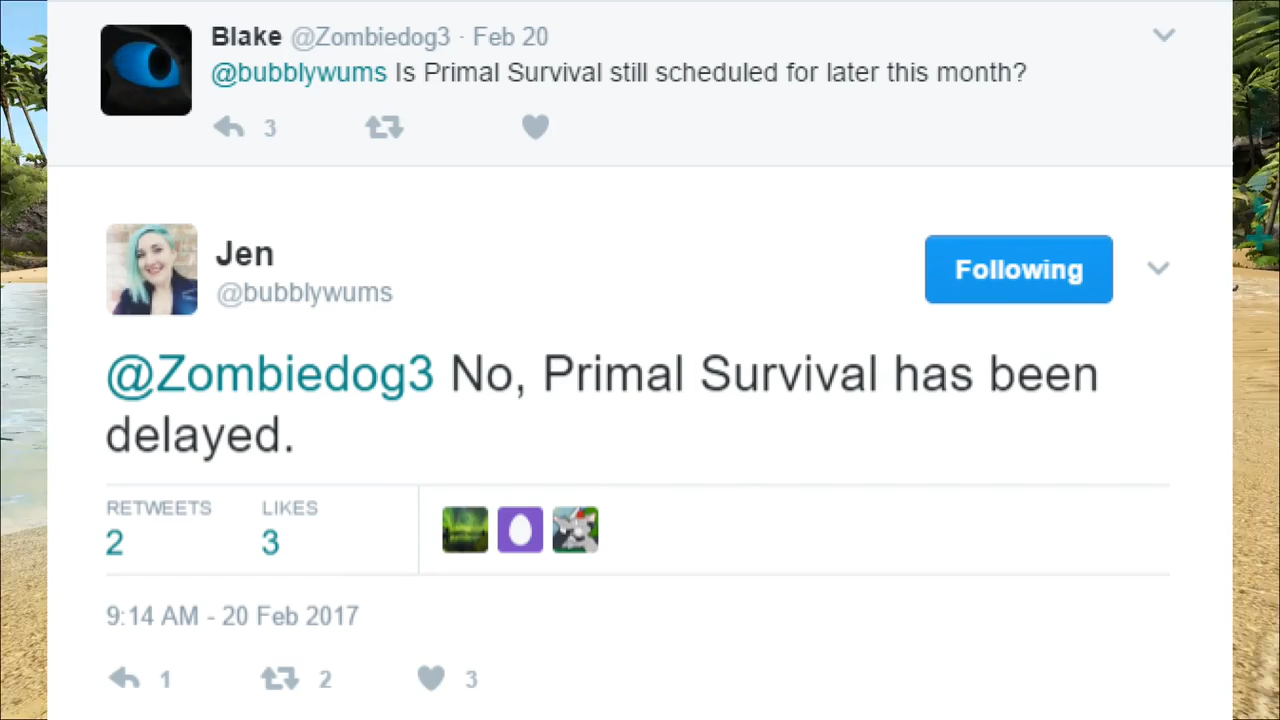 Blake @Zombiedog3 · Feb 20
@bubblywums Is Primal Survival still scheduled for later this month?
3
Jen
@bubblywums
Following
@Zombiedog3 No, Primal Survival has been
delayed.
RETWEETS LIKES
2 3
9:14 AM - 20 Feb 2017
1 2 3